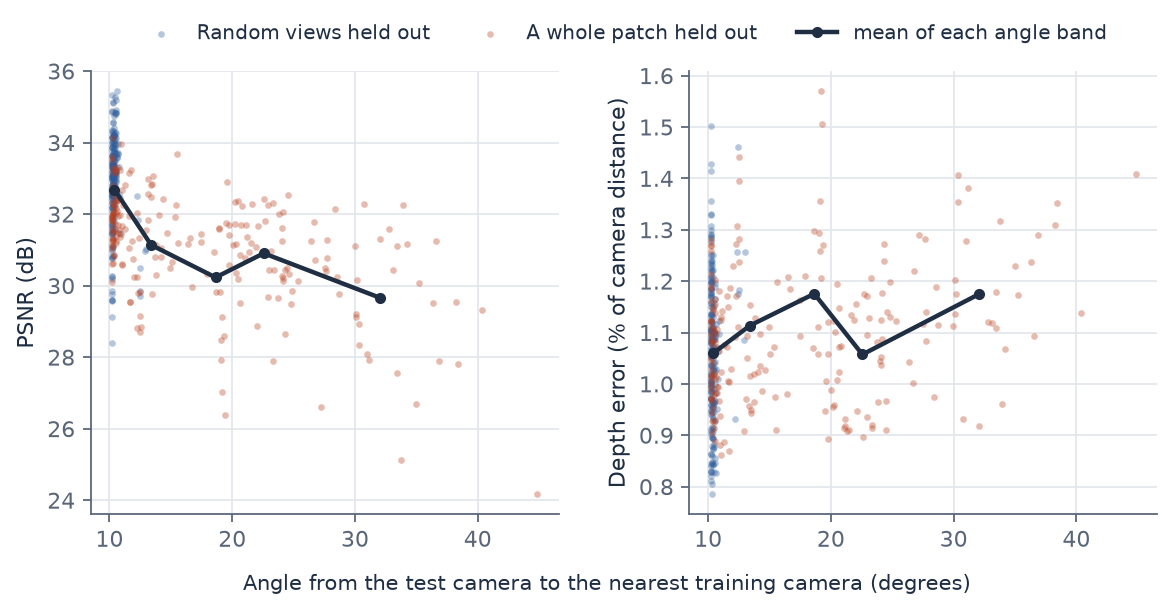 Random views held out A whole patch held out mean of each angle band
PSNR (dB)
36
34
32
30
28
26
24
10 20 30 40
Depth error (% of camera distance)
1.6
1.5
1.4
1.3
1.2
1.1
1.0
0.9
0.8
10 20 30 40
Angle from the test camera to the nearest training camera (degrees)